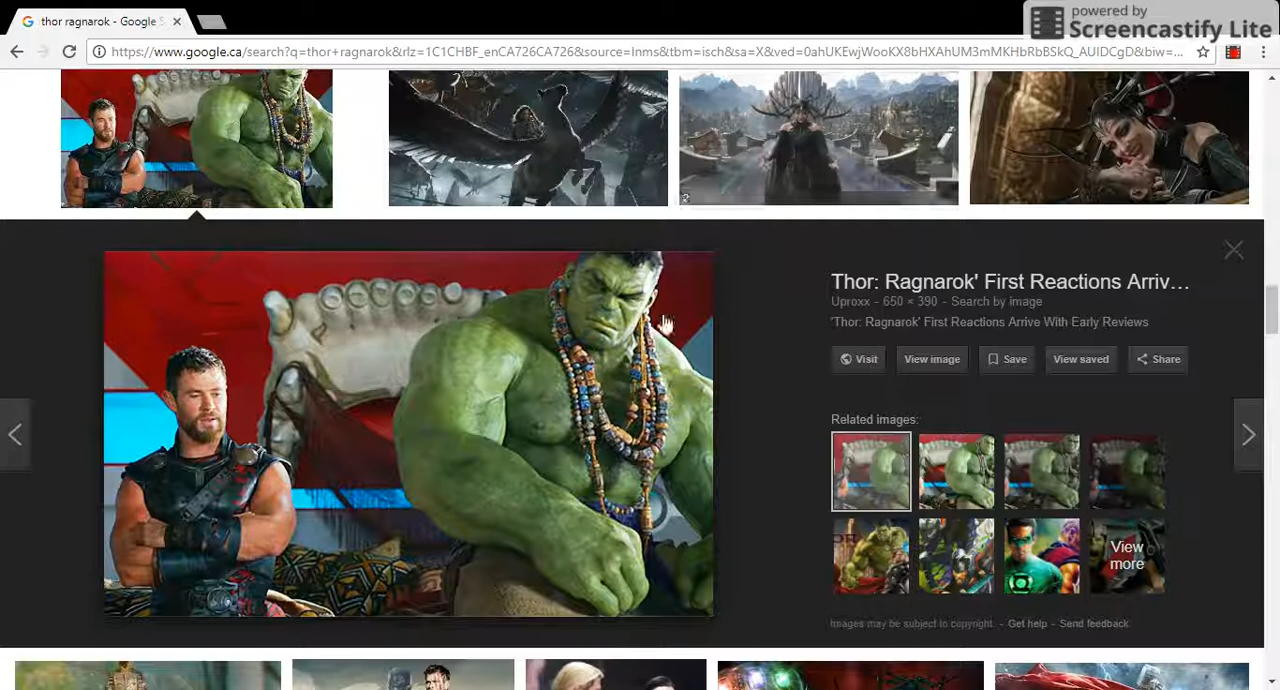 thor ragnarok - Google S
powered by
Screencastify Lite
https://www.google.ca/search?q=thor+ragnarok&rlz=1C1CHBF_enCA726CA726&source=lnms&tbm=isch&sa=X&ved=0ahUKEwjWooKX8bHXAhUM3mMKHbRbBSkQ_AUIDCgD&biw=...
Thor: Ragnarok' First Reactions Arriv...
Uproxx - 650 × 390 - Search by image
'Thor: Ragnarok' First Reactions Arrive With Early Reviews
Visit
View image
Save
View saved
Share
Related images:
View
more
Images may be subject to copyright. - Get help - Send feedback